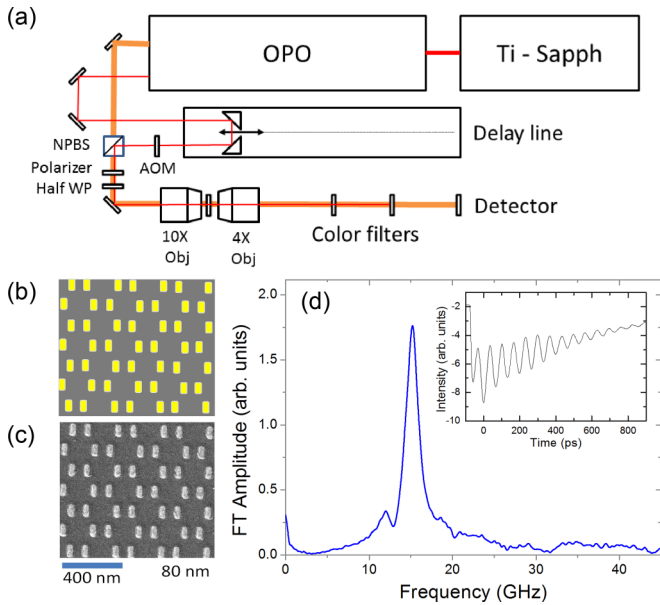 (a)
OPO
Ti - Sapph
NPBS
Delay line
Polarizer
AOM
Half WP
Detector
10X
Obj
4X
Obj
Color filters
(b)
(c)
400 nm
80 nm
(d)
FT Amplitude (arb. units)
2.0
1.5
1.0
0.5
0.0
0
10
20
30
40
Frequency (GHz)
Intensity (arb. units)
-2
-4
-6
-8
-10
0
200
400
600
800
Time (ps)